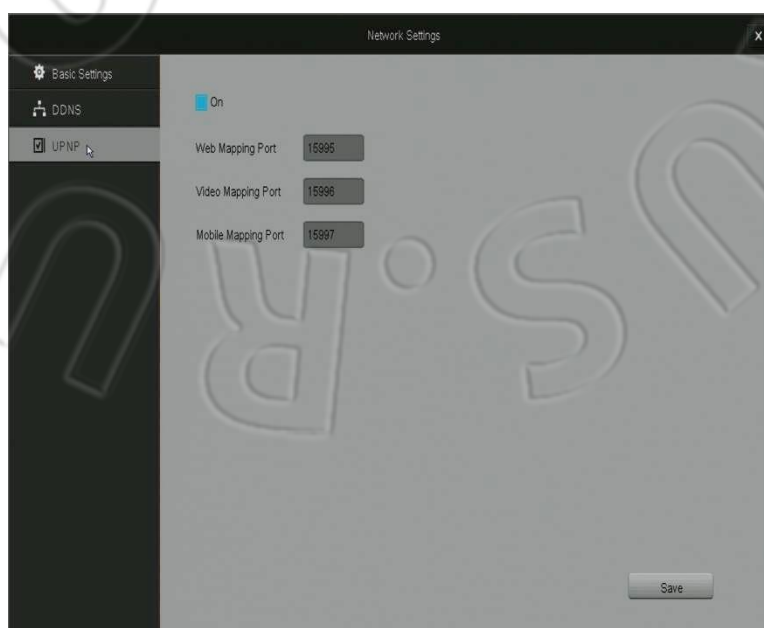 Network Settings
X
Basic Settings
DDNS
UPNP
On
Web Mapping Port 15995
Video Mapping Port 15996
Mobile Mapping Port 15997
Save